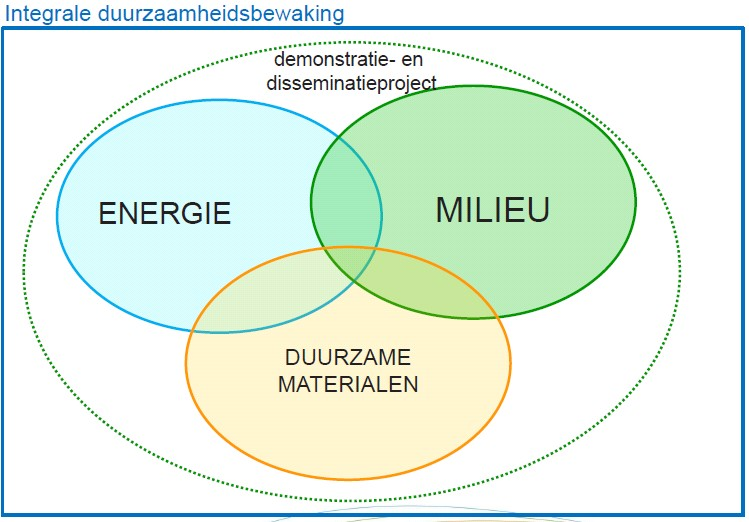 Integrale duurzaamheidsbewaking
demonstratie- en
disseminatieproject
ENERGIE
MILIEU
DUURZAME
MATERIALEN